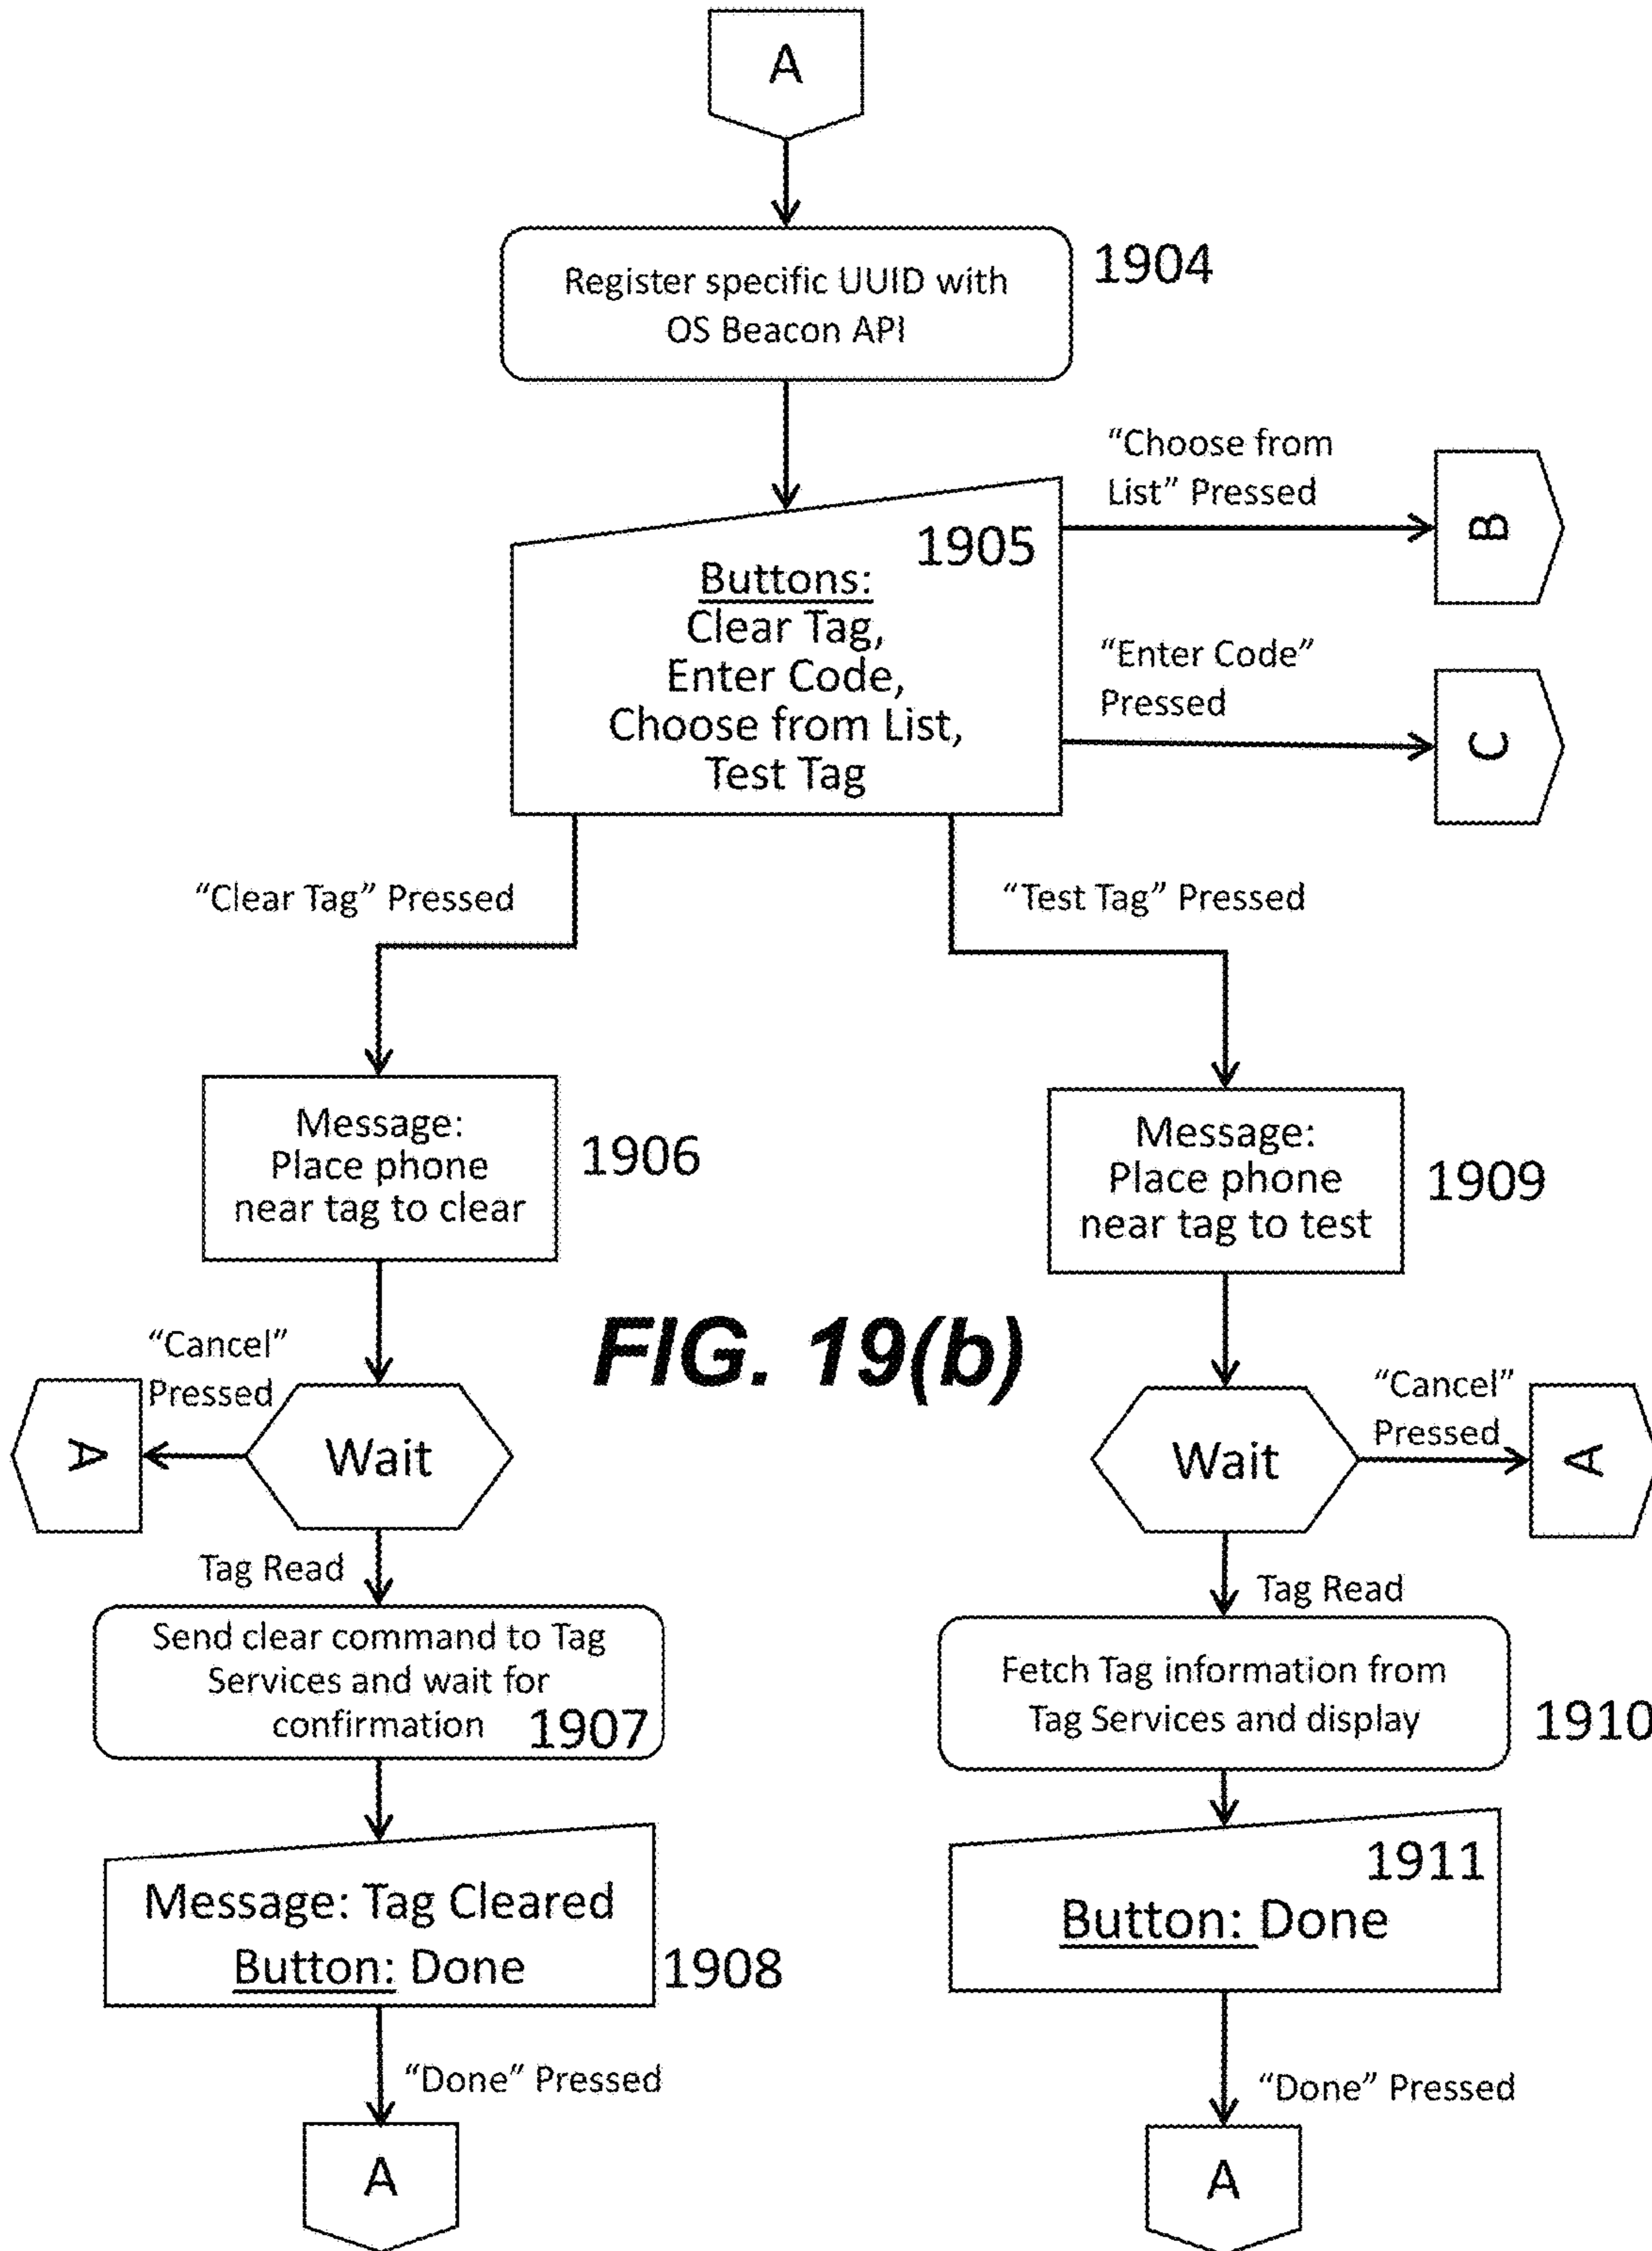 A
Register specific UUID with
OS Beacon API
1904
1905
Buttons:
Clear Tag,
Enter Code,
Choose from List,
Test Tag
“Choose from
List” Pressed
B
“Enter Code”
Pressed
C
“Clear Tag” Pressed
“Test Tag” Pressed
Message:
Place phone
near tag to clear
1906
Message:
Place phone
near tag to test
1909
FIG. 19(b)
“Cancel”
Pressed
A
Wait
Wait
“Cancel”
Pressed
A
Tag Read
Tag Read
Send clear command to Tag
Services and wait for
confirmation
1907
Fetch Tag information from
Tag Services and display
1910
Message: Tag Cleared
Button: Done
1908
1911
Button: Done
“Done” Pressed
“Done” Pressed
A
A